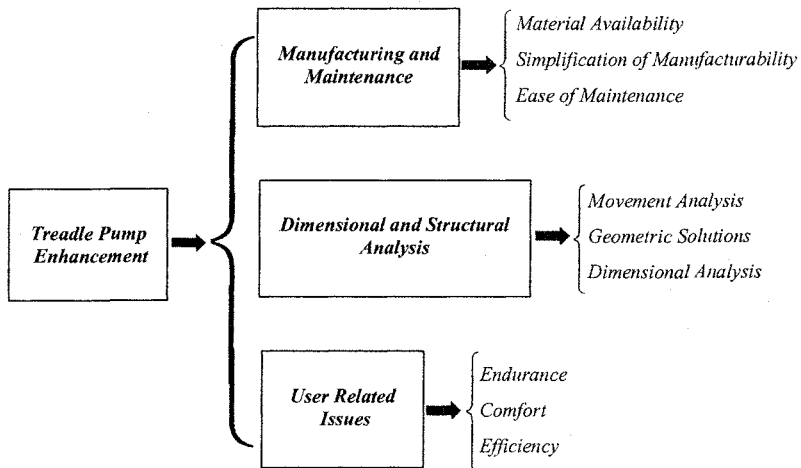 Treadle Pump
Enhancement
Manufacturing and
Maintenance
Material Availability
Simplification of Manufacturability
Ease of Maintenance
Dimensional and Structural
Analysis
Movement Analysis
Geometric Solutions
Dimensional Analysis
User Related
Issues
Endurance
Comfort
Efficiency